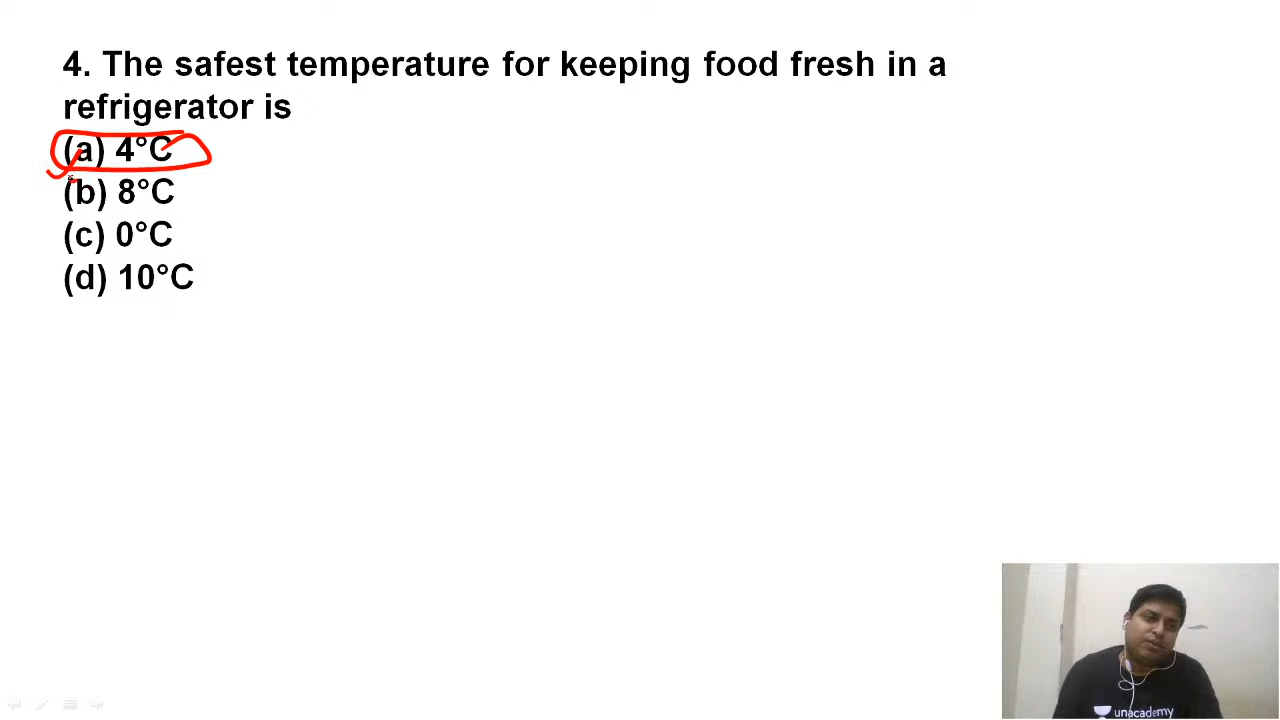 4. The safest temperature for keeping food fresh in a
refrigerator is
(a) 4°C
(b) 8°C
(c) 0°C
(d) 10°C
unacademy